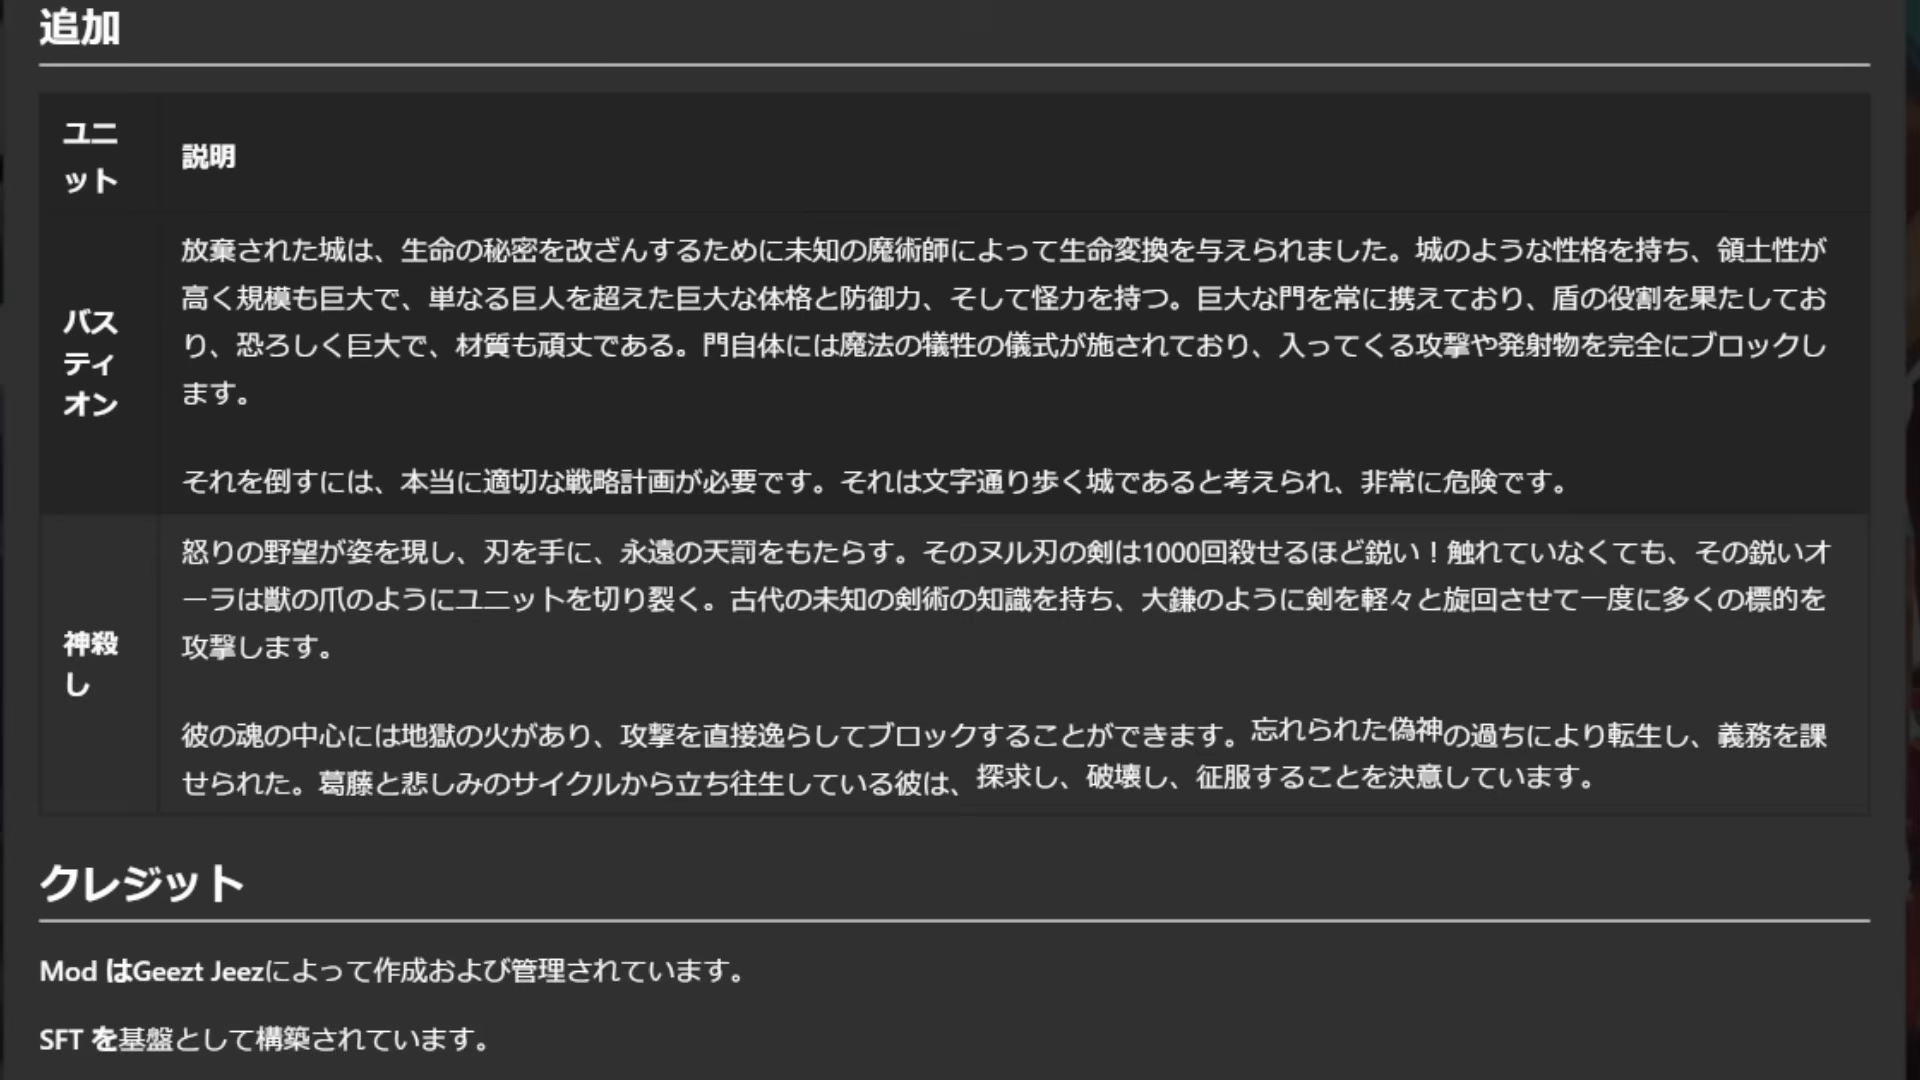 追加
ユニ
ット
説明
バス
ティ
オン
放棄された城は、生命の秘密を改ざんするために未知の魔術師によって生命変換を与えられました。城のような性格を持ち、領土性が
高く規模も巨大で、単なる巨人を超えた巨大な体格と防御力、そして怪力を持つ。巨大な門を常に携えており、盾の役割を果たしてお
り、恐ろしく巨大で、材質も頑丈である。門自体には魔法の犠牲の儀式が施されており、入ってくる攻撃や発射物を完全にブロックし
ます。
それを倒すには、本当に適切な戦略計画が必要です。それは文字通り歩く城であると考えられ、非常に危険です。
神殺
し
怒りの野望が姿を現し、刃を手に、永遠の天罰をもたらす。そのヌル刃の剣は1000回殺せるほど鋭い！触れていなくても、その鋭いオ
ーラは獣の爪のようにユニットを切り裂く。古代の未知の剣術の知識を持ち、大鎌のように剣を軽々と旋回させて一度に多くの標的を
攻撃します。
彼の魂の中心には地獄の火があり、攻撃を直接逸らしてブロックすることができます。忘れられた偽神の過ちにより転生し、義務を課
せられた。葛藤と悲しみのサイクルから立ち往生している彼は、探求し、破壊し、征服することを決意しています。
クレジット
Mod はGeezt Jeezによって作成および管理されています。
SFT を基盤として構築されています。